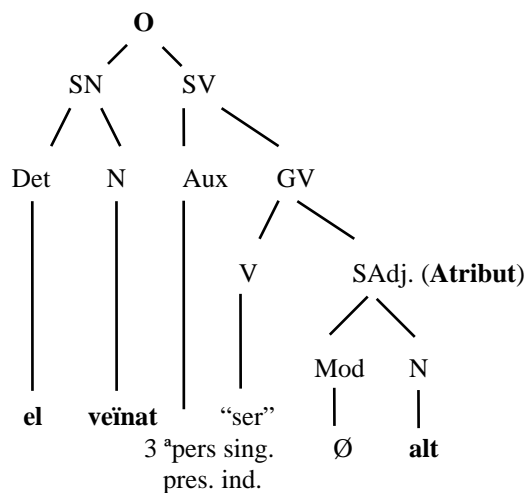 O
SN SV
Det N Aux GV
V SAdj. (Atribut)
Mod N
el veïnat “ser” Ø alt
3 ªpers sing.
pres. ind.